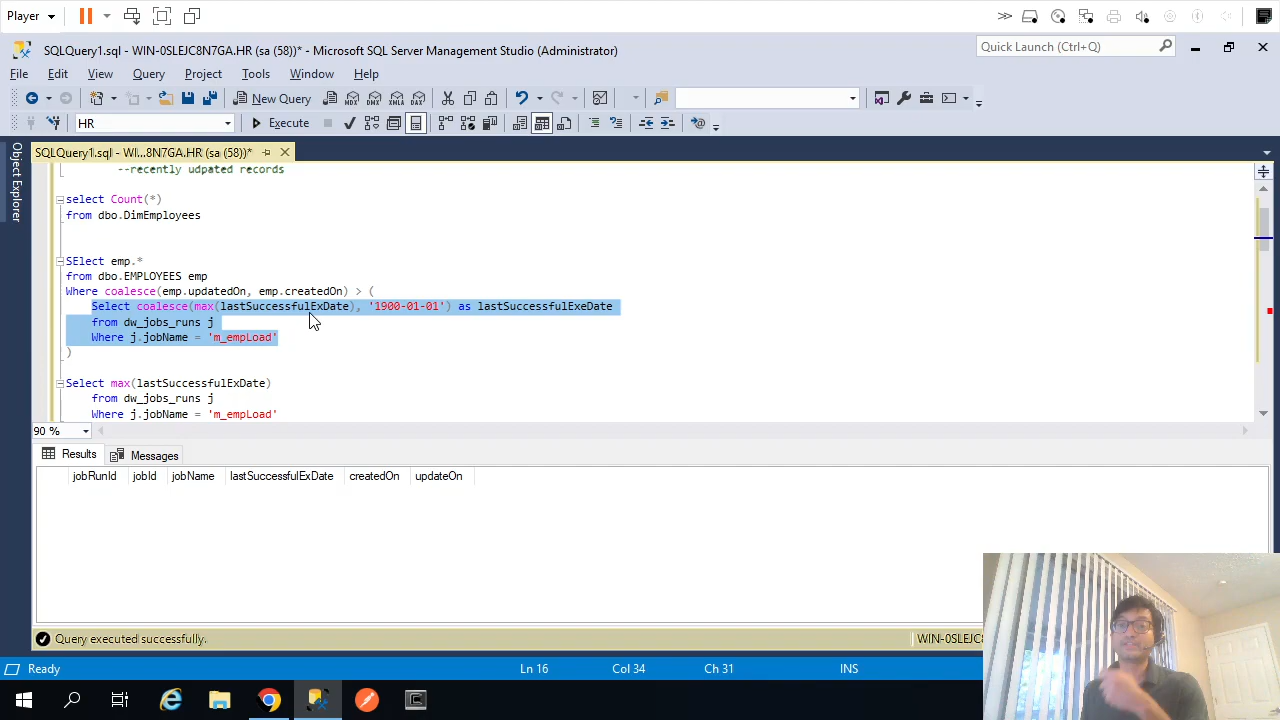 Player
SQLQuery1.sql - WIN-0SLEJC8N7GA.HR (sa (58))* - Microsoft SQL Server Management Studio (Administrator)
Quick Launch (Ctrl+Q)
File Edit View Query Project Tools Window Help
New Query
HR
Execute
Object Explorer
SQLQuery1.sql - WI...8N7GA.HR (sa (58))*
--recently udpated records
select Count(*)
from dbo.DimEmployees
SElect emp.*
from dbo.EMPLOYEES emp
Where coalesce(emp.updatedOn, emp.createdOn) > (
Select coalesce(max(lastSuccessfulExDate), '1900-01-01') as lastSuccessfulExeDate
from dw_jobs_runs j
Where j.jobName = 'm_empLoad'
)
Select max(lastSuccessfulExDate)
from dw_jobs_runs j
Where j.jobName = 'm_empLoad'
90 %
Results Messages
jobRunId jobId jobName lastSuccessfulExDate createdOn updateOn
Query executed successfully.
WIN-0SLEJC8
Ready Ln 16 Col 34 Ch 31 INS